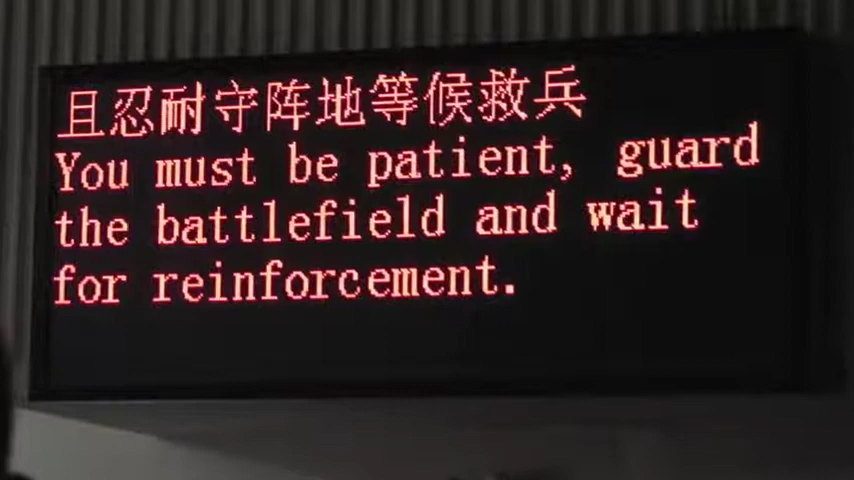 且忍耐守阵地等候救兵
You must be patient, guard
the battlefield and wait
for reinforcement.